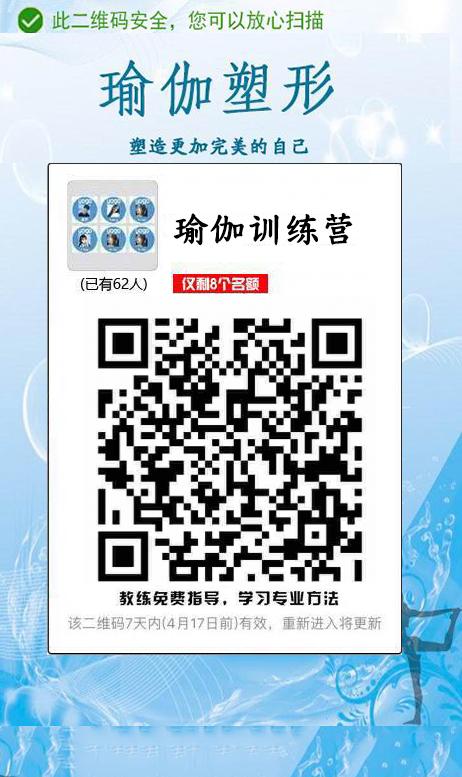 此二维码安全，您可以放心扫描
瑜伽塑形
塑造更加完美的自己
瑜伽训练营
(已有62人)
仅剩8个名额
教练免费指导，学习专业方法
该二维码7天内(4月17日前)有效，重新进入将更新